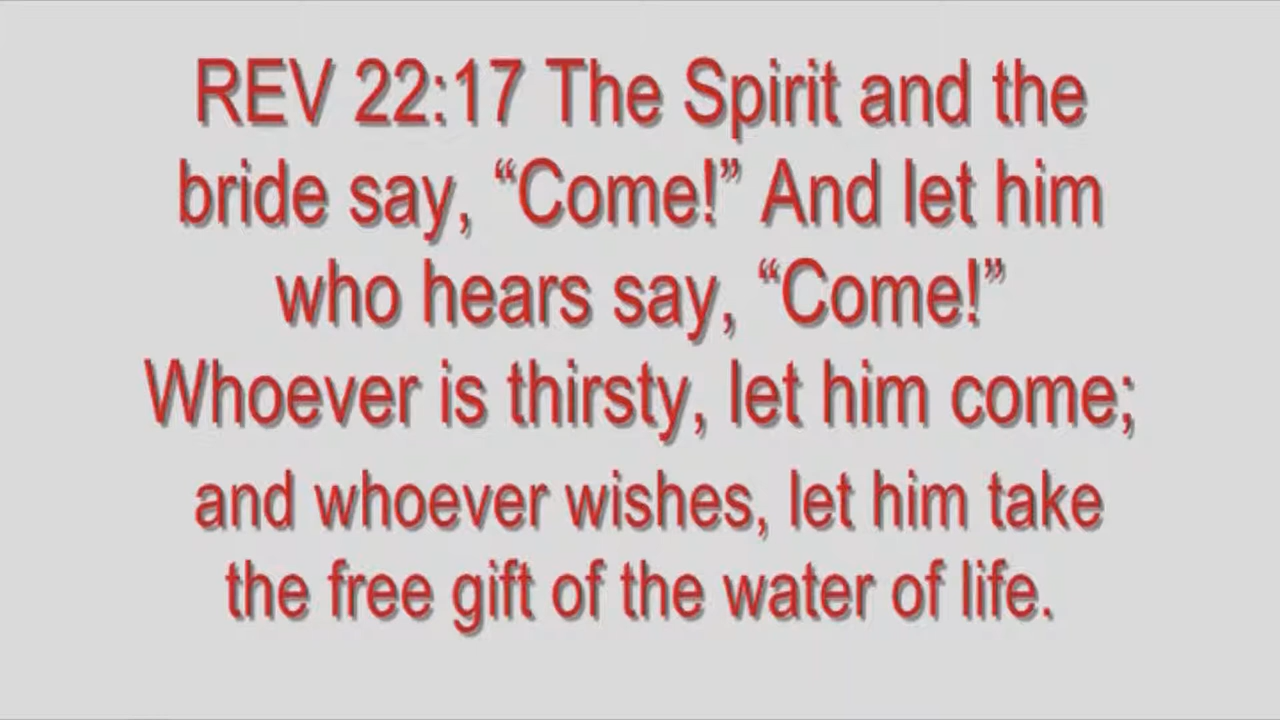 REV 22:17 The Spirit and the
bride say, “Come!” And let him
who hears say, “Come!”
Whoever is thirsty, let him come;
and whoever wishes, let him take
the free gift of the water of life.